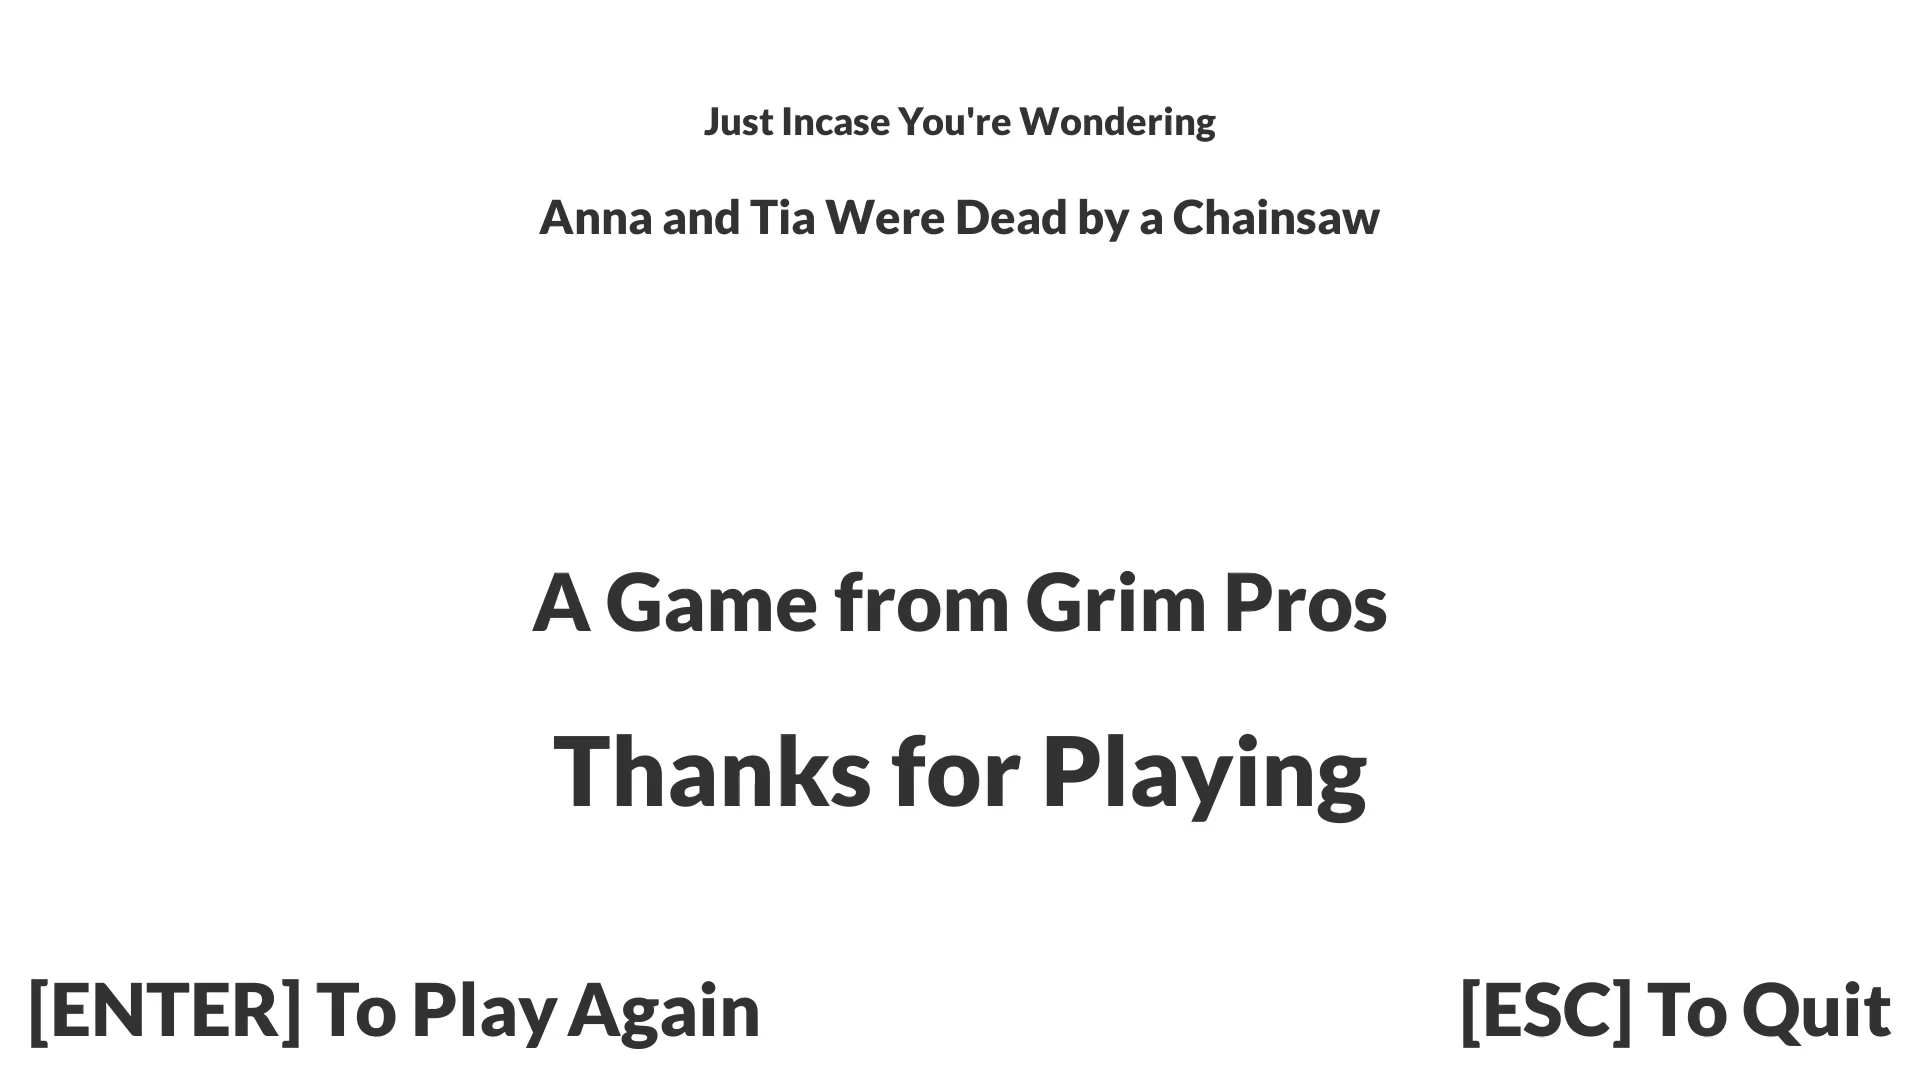 Just Incase You're Wondering
Anna and Tia Were Dead by a Chainsaw
A Game from Grim Pros
Thanks for Playing
[ENTER] To Play Again
[ESC] To Quit